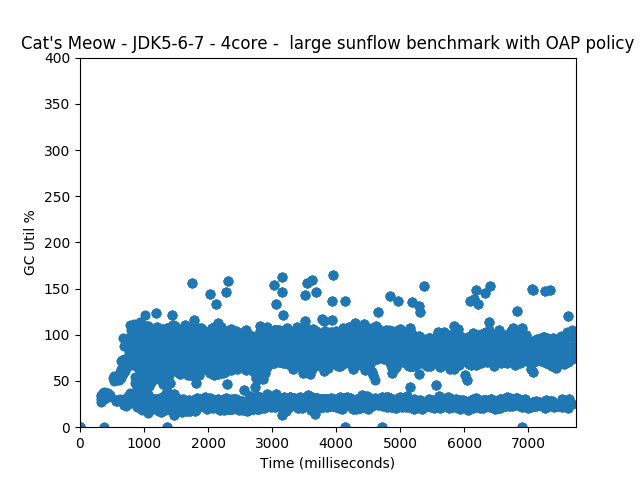 Cat's Meow - JDK5-6-7 - 4core -  large sunflow benchmark with OAP policy
400
350
300
250
200
150
100
50
0
GC Util %
0 1000 2000 3000 4000 5000 6000 7000
Time (milliseconds)